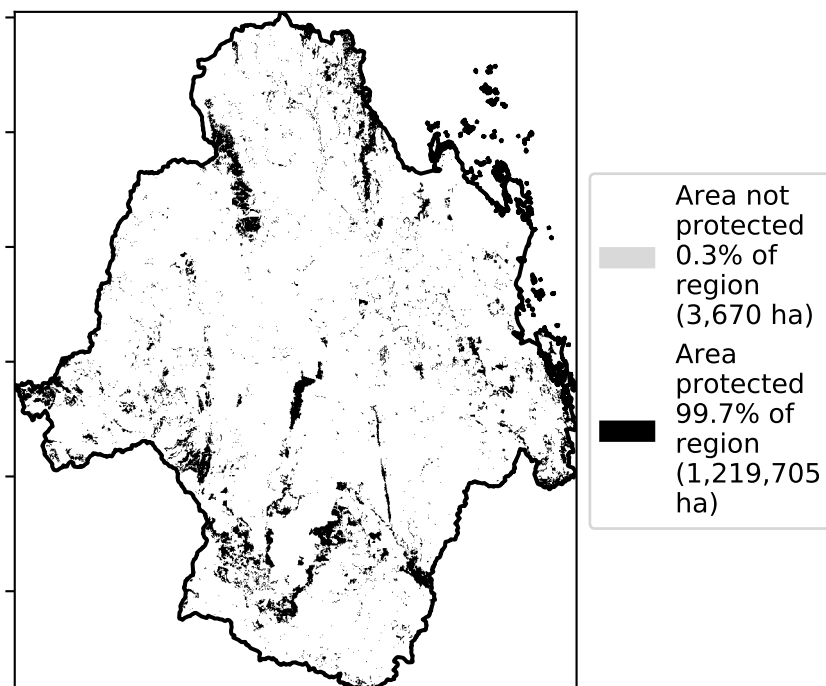 Area not
protected
0.3% of
region
(3,670 ha)
Area
protected
99.7% of
region
(1,219,705
ha)